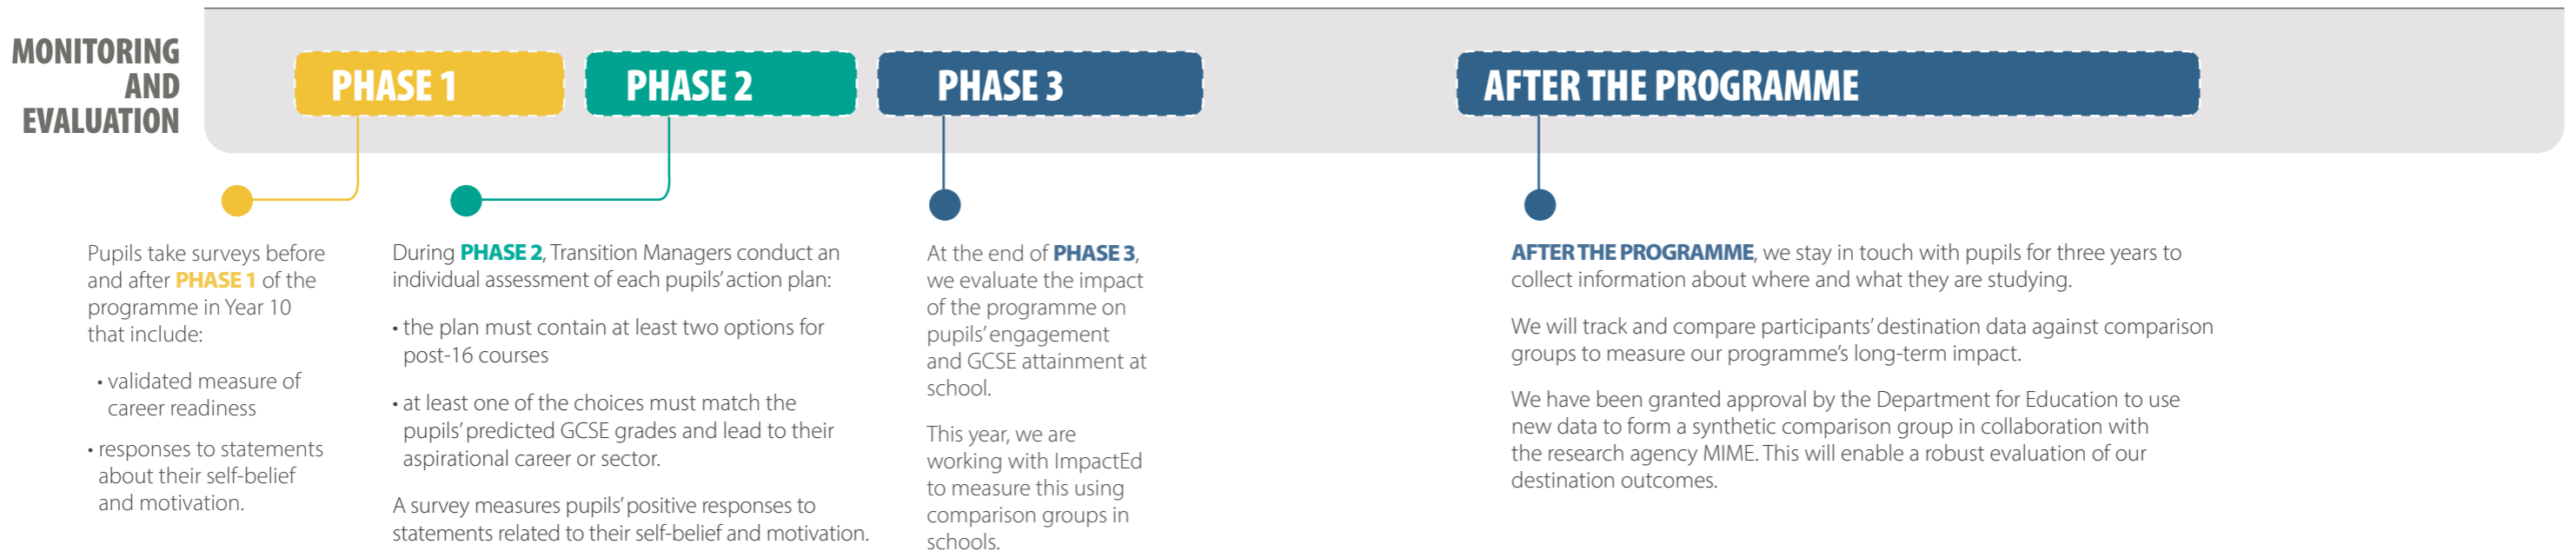 MONITORING
AND
EVALUATION
PHASE 1
PHASE 2
PHASE 3
AFTER THE PROGRAMME
Pupils take surveys before
and after PHASE 1 of the
programme in Year 10
that include:
• validated measure of
career readiness
• responses to statements
about their self-belief
and motivation.
During PHASE 2, Transition Managers conduct an
individual assessment of each pupils' action plan:
• the plan must contain at least two options for
post-16 courses
• at least one of the choices must match the
pupils' predicted GCSE grades and lead to their
aspirational career or sector.
A survey measures pupils' positive responses to
statements related to their self-belief and motivation.
At the end of PHASE 3,
we evaluate the impact
of the programme on
pupils' engagement
and GCSE attainment at
school.
This year, we are
working with ImpactEd
to measure this using
comparison groups in
schools.
AFTER THE PROGRAMME, we stay in touch with pupils for three years to
collect information about where and what they are studying.
We will track and compare participants' destination data against comparison
groups to measure our programme's long-term impact.
We have been granted approval by the Department for Education to use
new data to form a synthetic comparison group in collaboration with
the research agency MIME. This will enable a robust evaluation of our
destination outcomes.